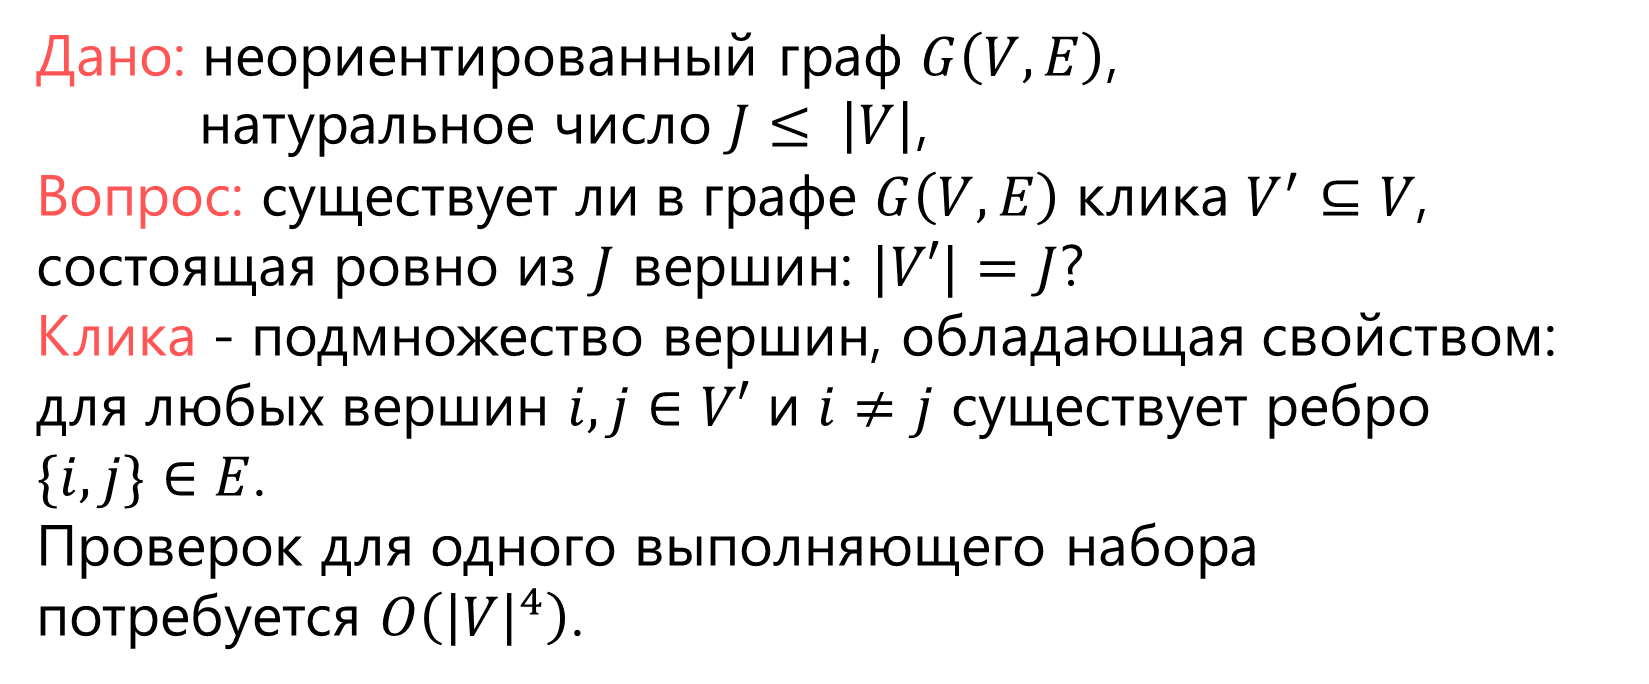 Дано: неориентированный граф G(V, E),
натуральное число J ≤ |V|,
Вопрос: существует ли в графе G(V, E) клика V′ ⊆ V,
состоящая ровно из J вершин: |V′| = J?
Клика - подмножество вершин, обладающая свойством:
для любых вершин i, j ∈ V′ и i ≠ j существует ребро
{i, j} ∈ E.
Проверок для одного выполняющего набора
потребуется O(|V|⁴).